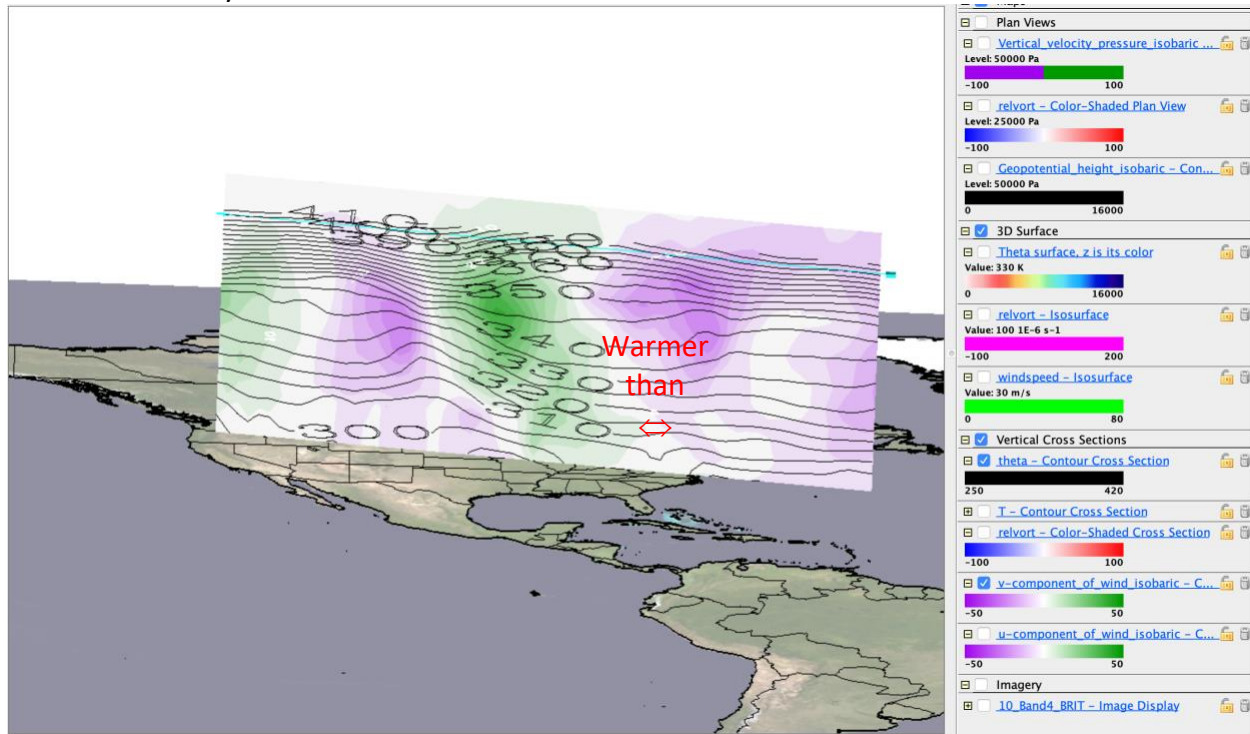 Plan Views
Vertical_velocity_pressure_isobaric ...
Level: 50000 Pa
-100 100
relvort - Color-Shaded Plan View
Level: 25000 Pa
-100 100
Geopotential_height_isobaric - Con...
Level: 50000 Pa
0 16000
3D Surface
Theta surface, z is its color
Value: 330 K
0 16000
relvort - Isosurface
Value: 100 1E-6 s-1
-100 200
windspeed - Isosurface
Value: 30 m/s
0 80
Vertical Cross Sections
theta - Contour Cross Section
250 420
T - Contour Cross Section
relvort - Color-Shaded Cross Section
-100 100
v-component_of_wind_isobaric - C...
-50 50
u-component_of_wind_isobaric - C...
-50 50
Imagery
10_Band4_BRIT - Image Display
Warmer
than
300